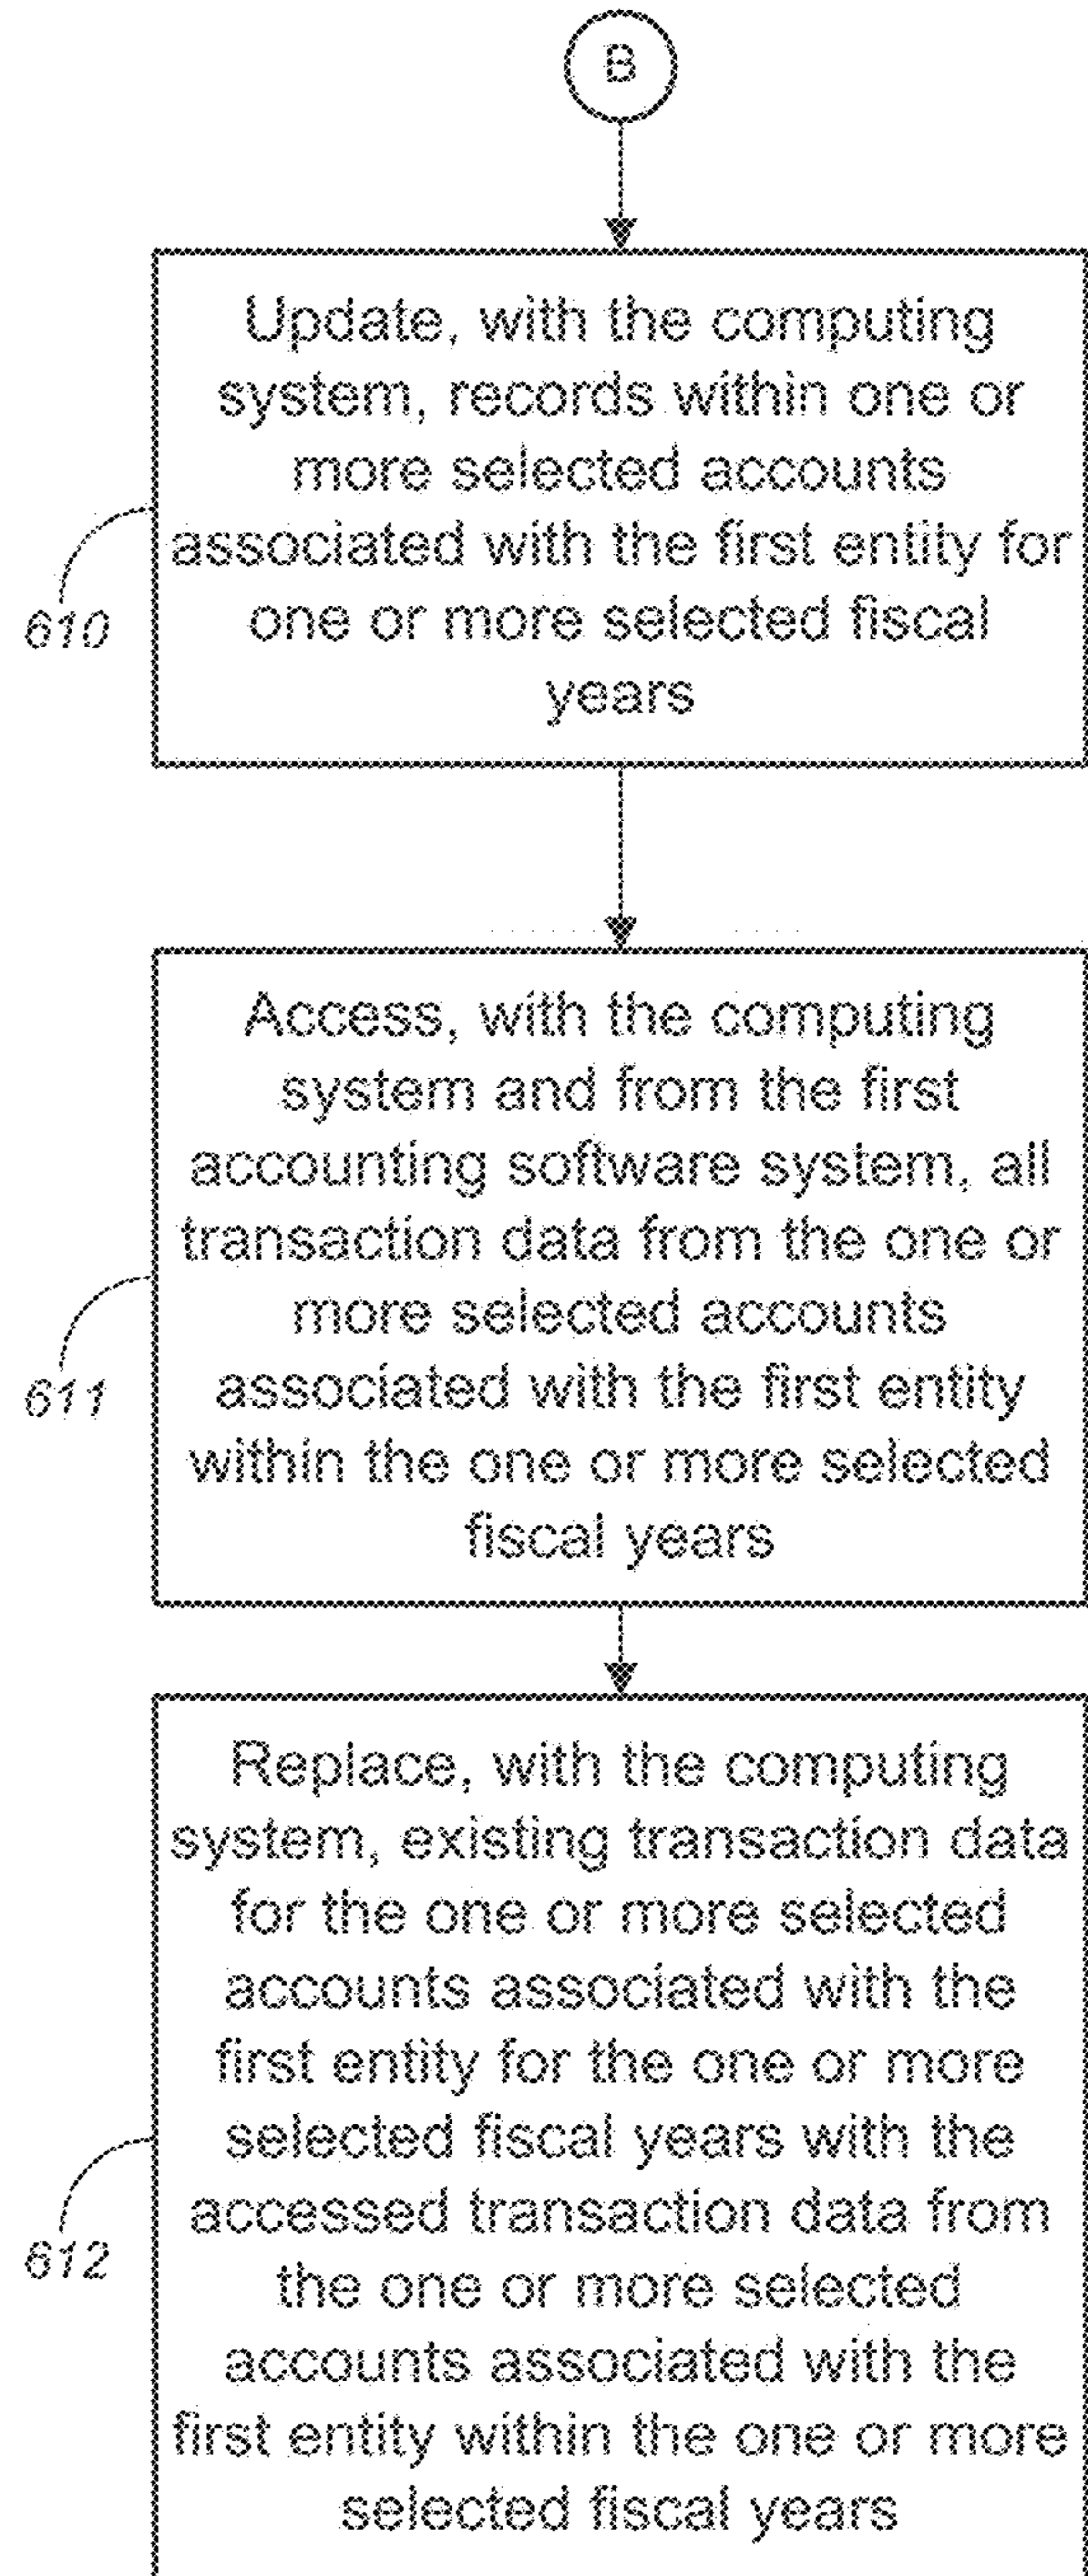 B
Update, with the computing
system, records within one or
more selected accounts
associated with the first entity for
one or more selected fiscal
years
610
Access, with the computing
system and from the first
accounting software system, all
transaction data from the one or
more selected accounts
associated with the first entity
within the one or more selected
fiscal years
611
Replace, with the computing
system, existing transaction data
for the one or more selected
accounts associated with the
first entity for the one or more
selected fiscal years with the
accessed transaction data from
the one or more selected
accounts associated with the
first entity within the one or more
selected fiscal years
612